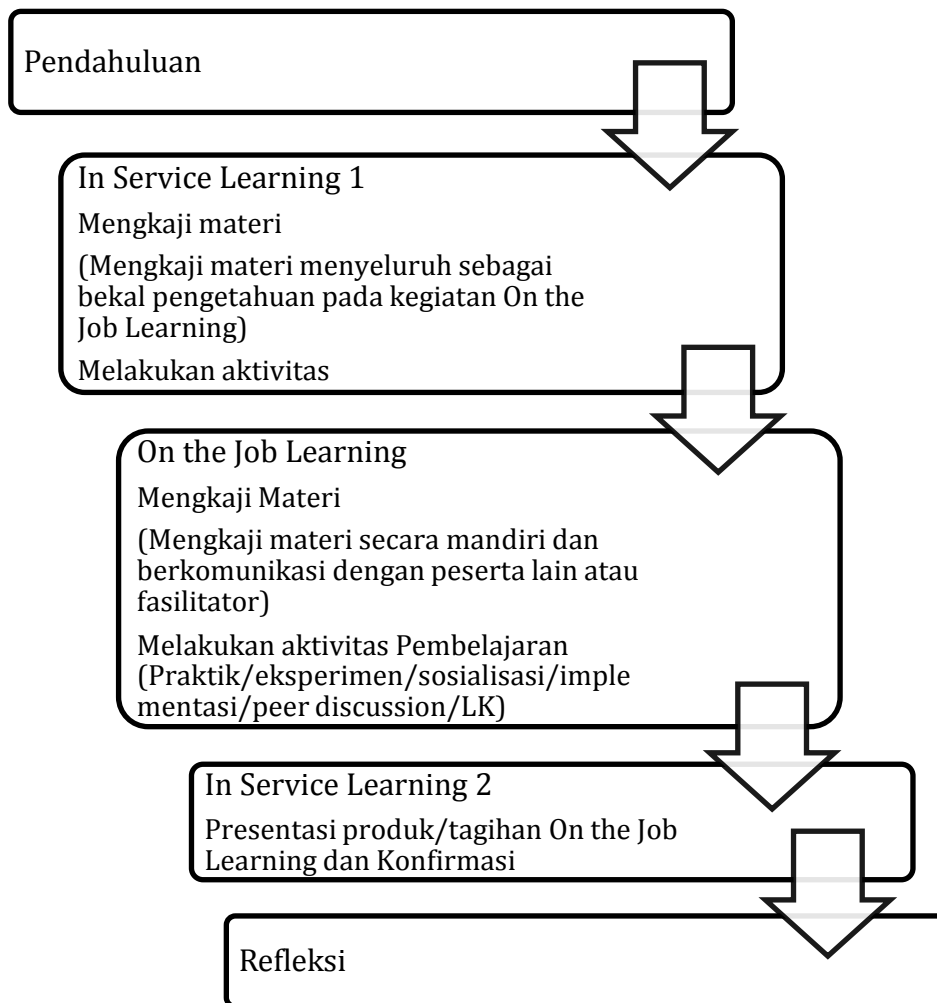 Pendahuluan
In Service Learning 1
Mengkaji materi
(Mengkaji materi menyeluruh sebagai
bekal pengetahuan pada kegiatan On the
Job Learning)
Melakukan aktivitas
On the Job Learning
Mengkaji Materi
(Mengkaji materi secara mandiri dan
berkomunikasi dengan peserta lain atau
fasilitator)
Melakukan aktivitas Pembelajaran
(Praktik/eksperimen/sosialisasi/imple
mentasi/peer discussion/LK)
In Service Learning 2
Presentasi produk/tagihan On the Job
Learning dan Konfirmasi
Refleksi